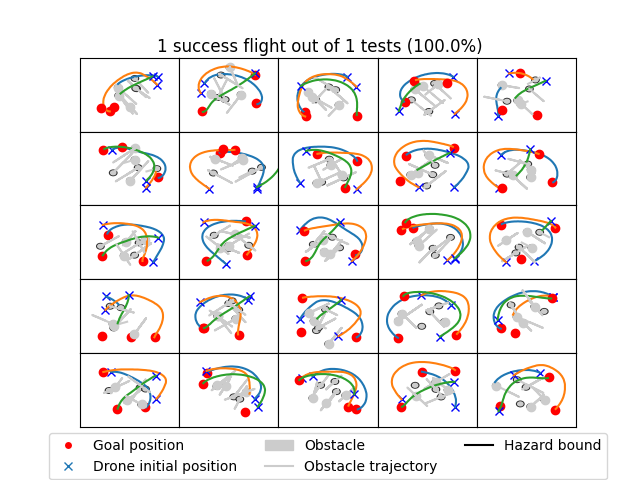 1 success flight out of 1 tests (100.0%)
Goal position
Drone initial position
Obstacle
Obstacle trajectory
Hazard bound